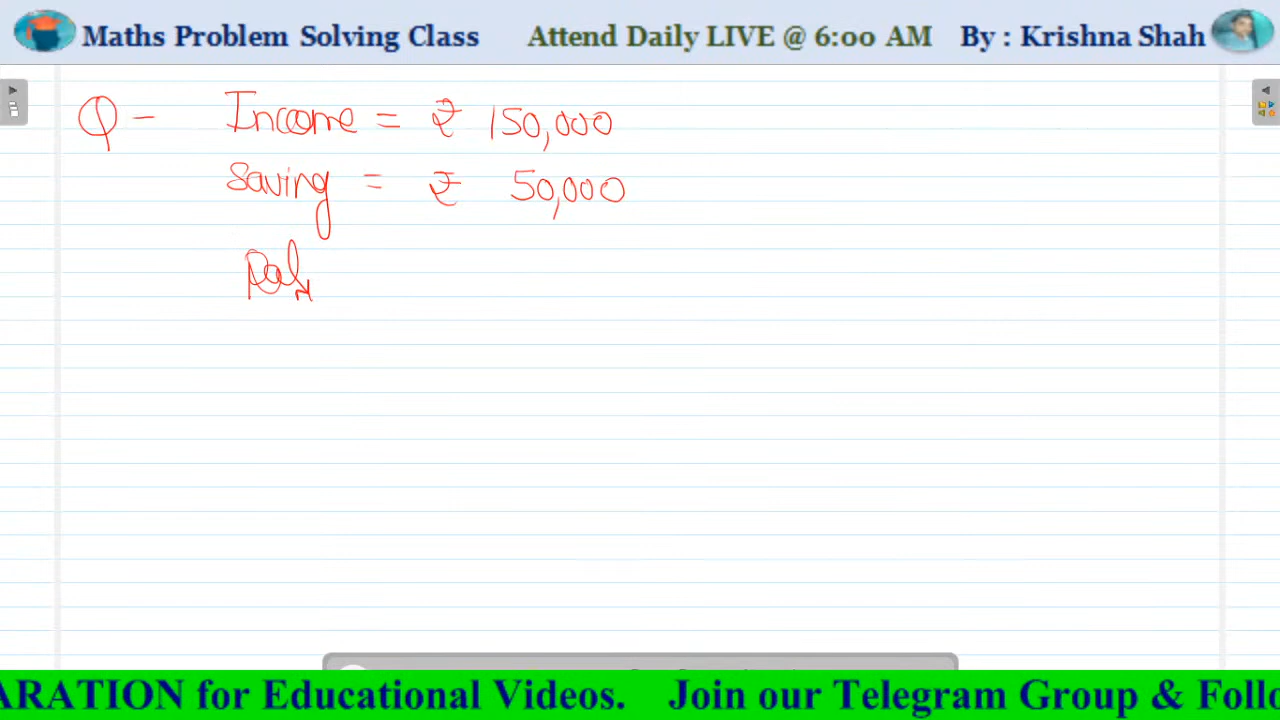 Maths Problem Solving Class Attend Daily LIVE @ 6:00 AM By : Krishna Shah
Q - Income = ₹ 150,000
Saving = ₹ 50,000
ARATION for Educational Videos. Join our Telegram Group & Follo